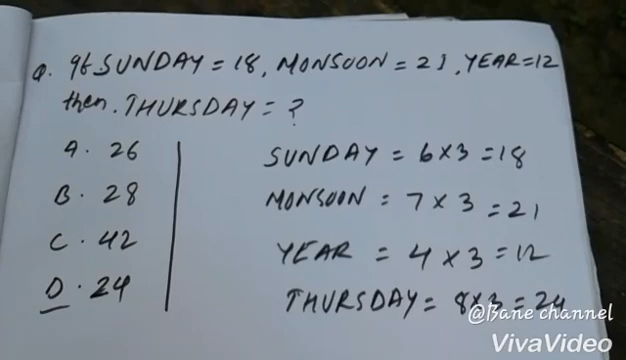 Q. If SUNDAY = 18, MONSOON = 21, YEAR = 12
then. THURSDAY = ?
A. 26
B. 28
C. 42
D. 24
SUNDAY = 6 x 3 = 18
MONSOON = 7 x 3 = 21
YEAR = 4 x 3 = 12
THURSDAY = 8 x 3 = 24
@Bane channel
VivaVideo